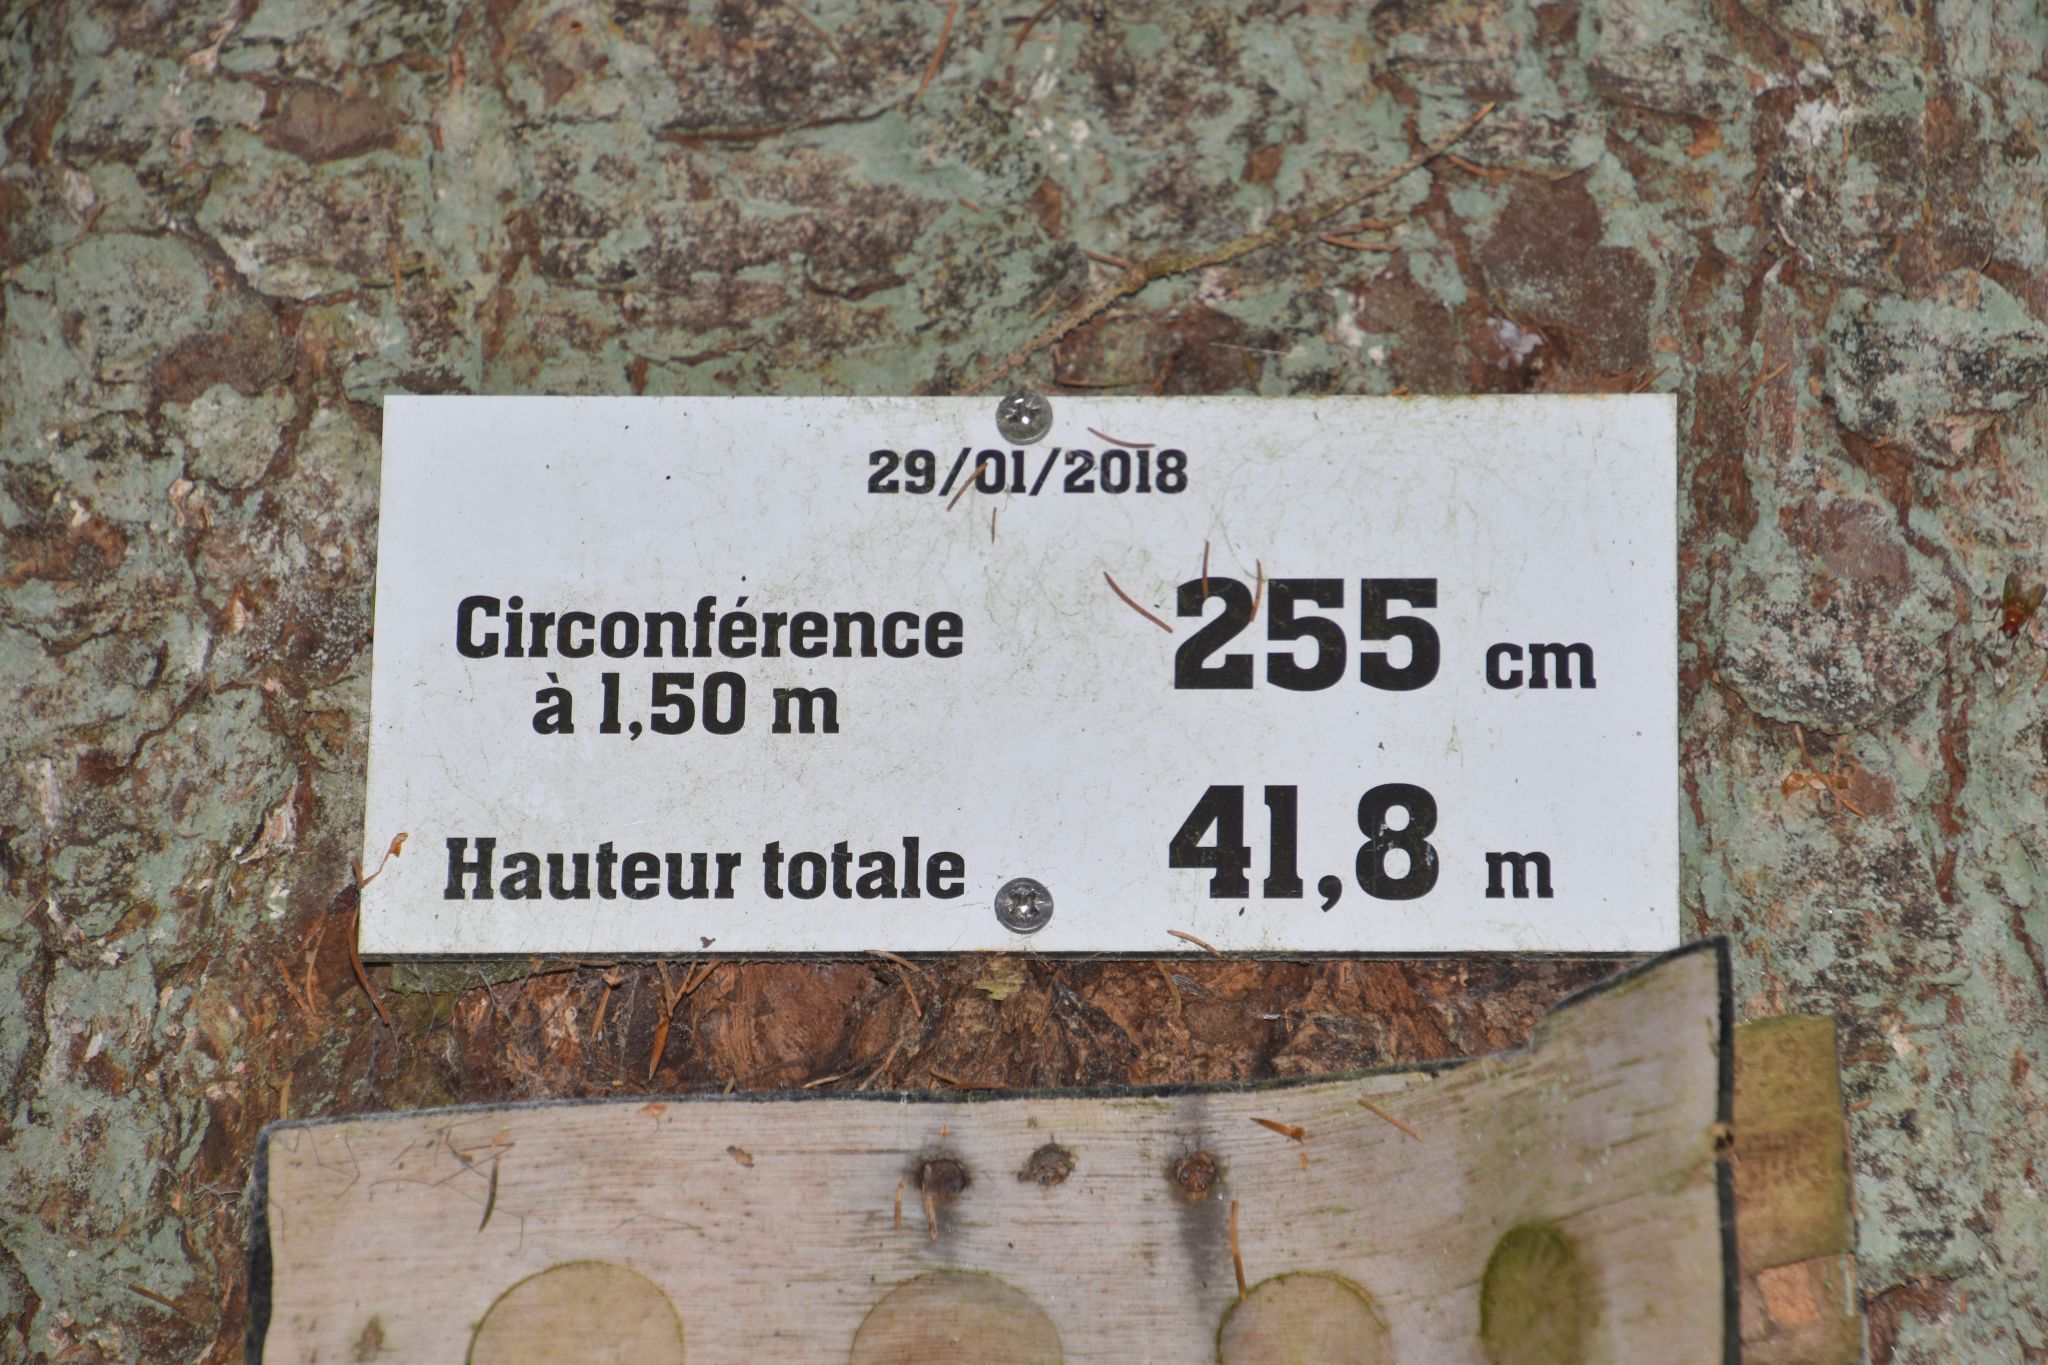 29/01/2018
Circonférence
à 1,50 m
255 cm
Hauteur totale 41,8 m